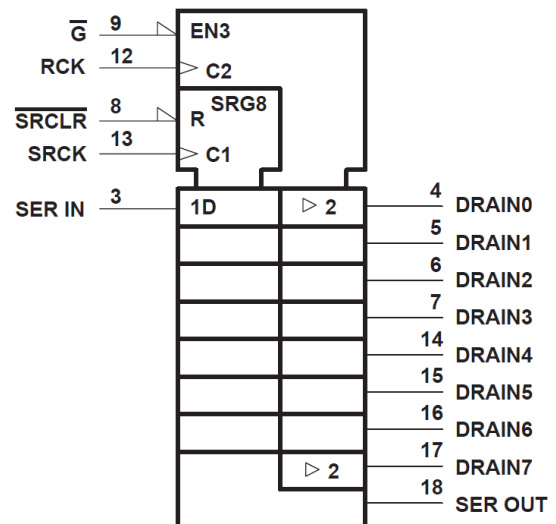 G̅ 9 EN3
RCK 12 C2
SRG8
S̅R̅C̅L̅R̅ 8 R
SRCK 13 C1
SER IN 3 1D 2 4 DRAIN0
5 DRAIN1
6 DRAIN2
7 DRAIN3
14 DRAIN4
15 DRAIN5
16 DRAIN6
2 17 DRAIN7
18 SER OUT